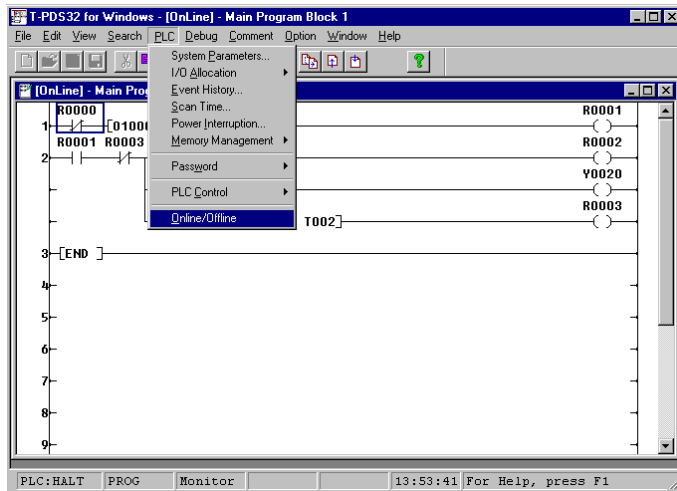 T-PDS32 for Windows - [OnLine] - Main Program Block 1
File Edit View Search PLC Debug Comment Option Window Help
System Parameters...
I/O Allocation
Event History...
Scan Time...
Power Interruption...
Memory Management
Password
PLC Control
Online/Offline
[OnLine] - Main Prog
R0000 R0001
1 [0100
R0001 R0003 R0002
2
Y0020
R0003
T002]
3 [END ]
4
5
6
7
8
9
PLC:HALT PROG Monitor 13:53:41 For Help, press F1